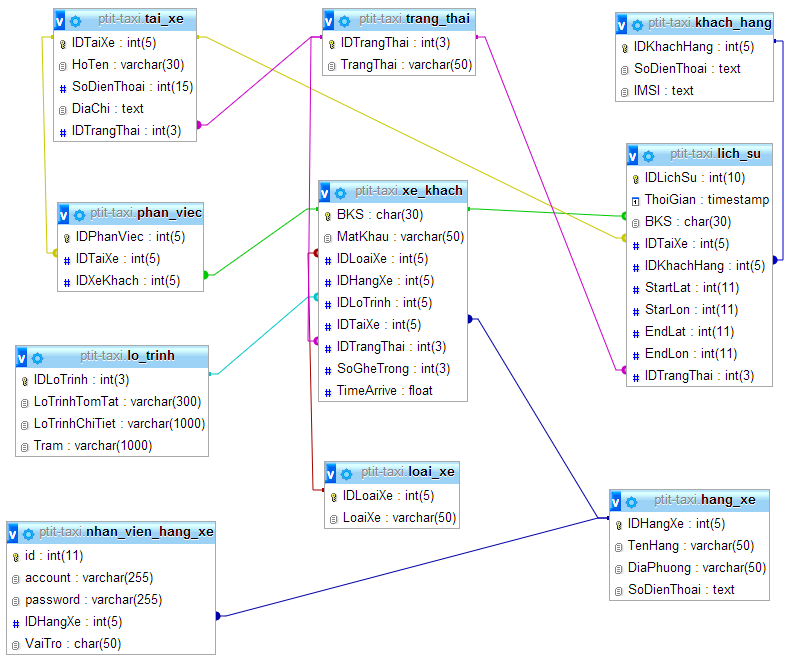 ptit-taxi.tai_xe
IDTaiXe : int(5)
HoTen : varchar(30)
SoDienThoai : int(15)
DiaChi : text
IDTrangThai : int(3)
ptit-taxi.trang_thai
IDTrangThai : int(3)
TrangThai : varchar(50)
ptit-taxi.khach_hang
IDKhachHang : int(5)
SoDienThoai : text
IMSI : text
ptit-taxi.lich_su
IDLichSu : int(10)
ThoiGian : timestamp
BKS : char(30)
IDTaiXe : int(5)
IDKhachHang : int(5)
StartLat : int(11)
StarLon : int(11)
EndLat : int(11)
EndLon : int(11)
IDTrangThai : int(3)
ptit-taxi.phan_viec
IDPhanViec : int(5)
IDTaiXe : int(5)
IDXeKhach : int(5)
ptit-taxi.xe_khach
BKS : char(30)
MatKhau : varchar(50)
IDLoaiXe : int(5)
IDHangXe : int(5)
IDLoTrinh : int(5)
IDTaiXe : int(5)
IDTrangThai : int(3)
SoGheTrong : int(3)
TimeArrive : float
ptit-taxi.lo_trinh
IDLoTrinh : int(3)
LoTrinhTomTat : varchar(300)
LoTrinhChiTiet : varchar(1000)
Tram : varchar(1000)
ptit-taxi.loai_xe
IDLoaiXe : int(5)
LoaiXe : varchar(50)
ptit-taxi.hang_xe
IDHangXe : int(5)
TenHang : varchar(50)
DiaPhuong : varchar(50)
SoDienThoai : text
ptit-taxi.nhan_vien_hang_xe
id : int(11)
account : varchar(255)
password : varchar(255)
IDHangXe : int(5)
VaiTro : char(50)